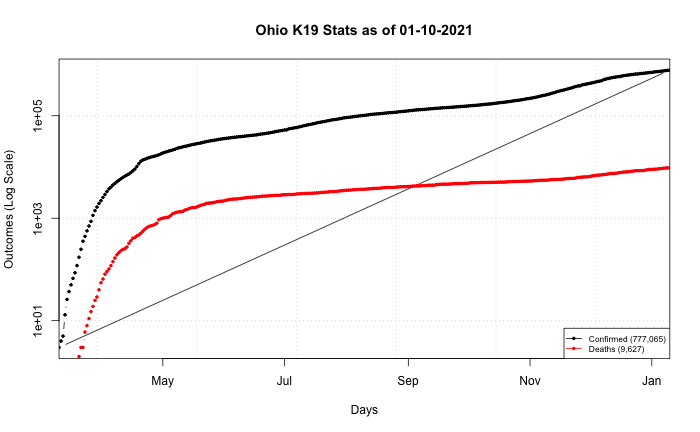 Ohio K19 Stats as of 01-10-2021
Outcomes (Log Scale)
1e+05
1e+03
1e+01
Confirmed (777,065)
Deaths (9,627)
May Jul Sep Nov Jan
Days